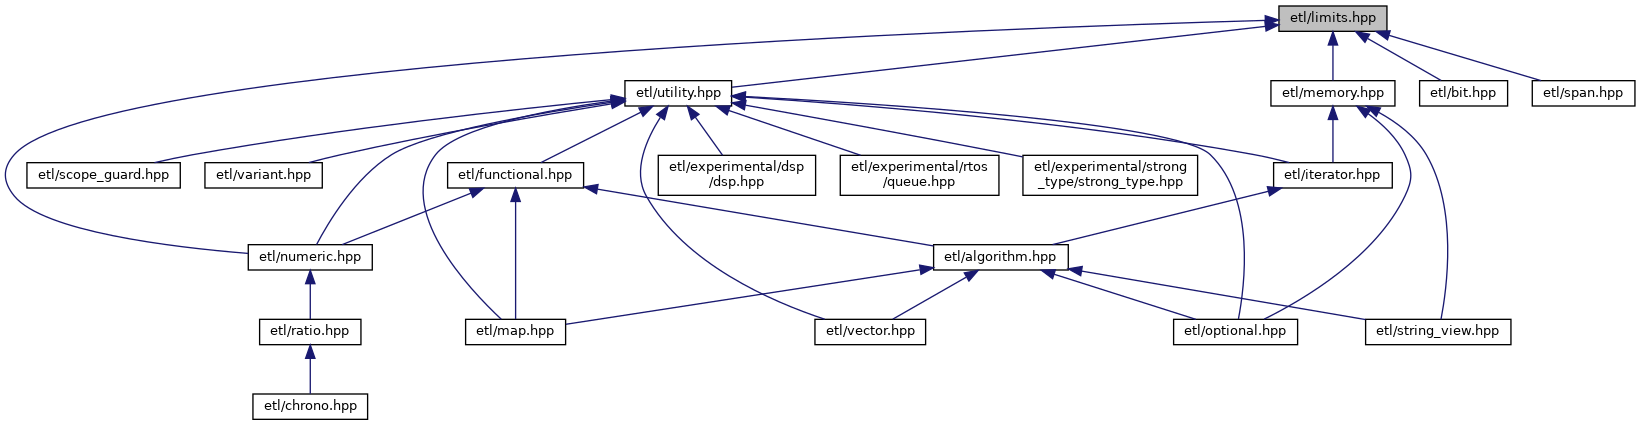 etl/limits.hpp
etl/utility.hpp
etl/memory.hpp
etl/bit.hpp
etl/span.hpp
etl/scope_guard.hpp
etl/variant.hpp
etl/functional.hpp
etl/experimental/dsp
/dsp.hpp
etl/experimental/rtos
/queue.hpp
etl/experimental/strong
_type/strong_type.hpp
etl/iterator.hpp
etl/numeric.hpp
etl/algorithm.hpp
etl/ratio.hpp
etl/map.hpp
etl/vector.hpp
etl/optional.hpp
etl/string_view.hpp
etl/chrono.hpp